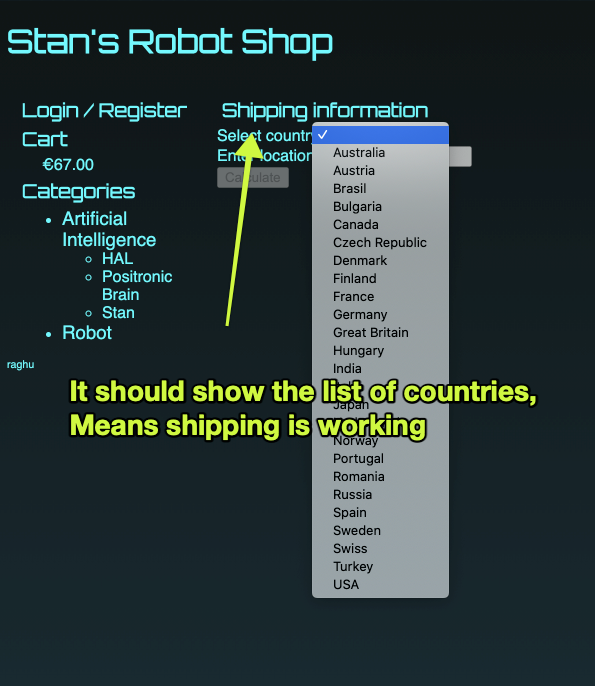 Stan's Robot Shop
Login / Register
Cart
€67.00
Categories
Artificial
Intelligence
HAL
Positronic
Brain
Stan
Robot
raghu
Shipping information
Select country
Enter location
Calculate
✓
Australia
Austria
Brasil
Bulgaria
Canada
Czech Republic
Denmark
Finland
France
Germany
Great Britain
Hungary
India
Japan
Norway
Portugal
Romania
Russia
Spain
Sweden
Swiss
Turkey
USA
It should show the list of countries,
Means shipping is working